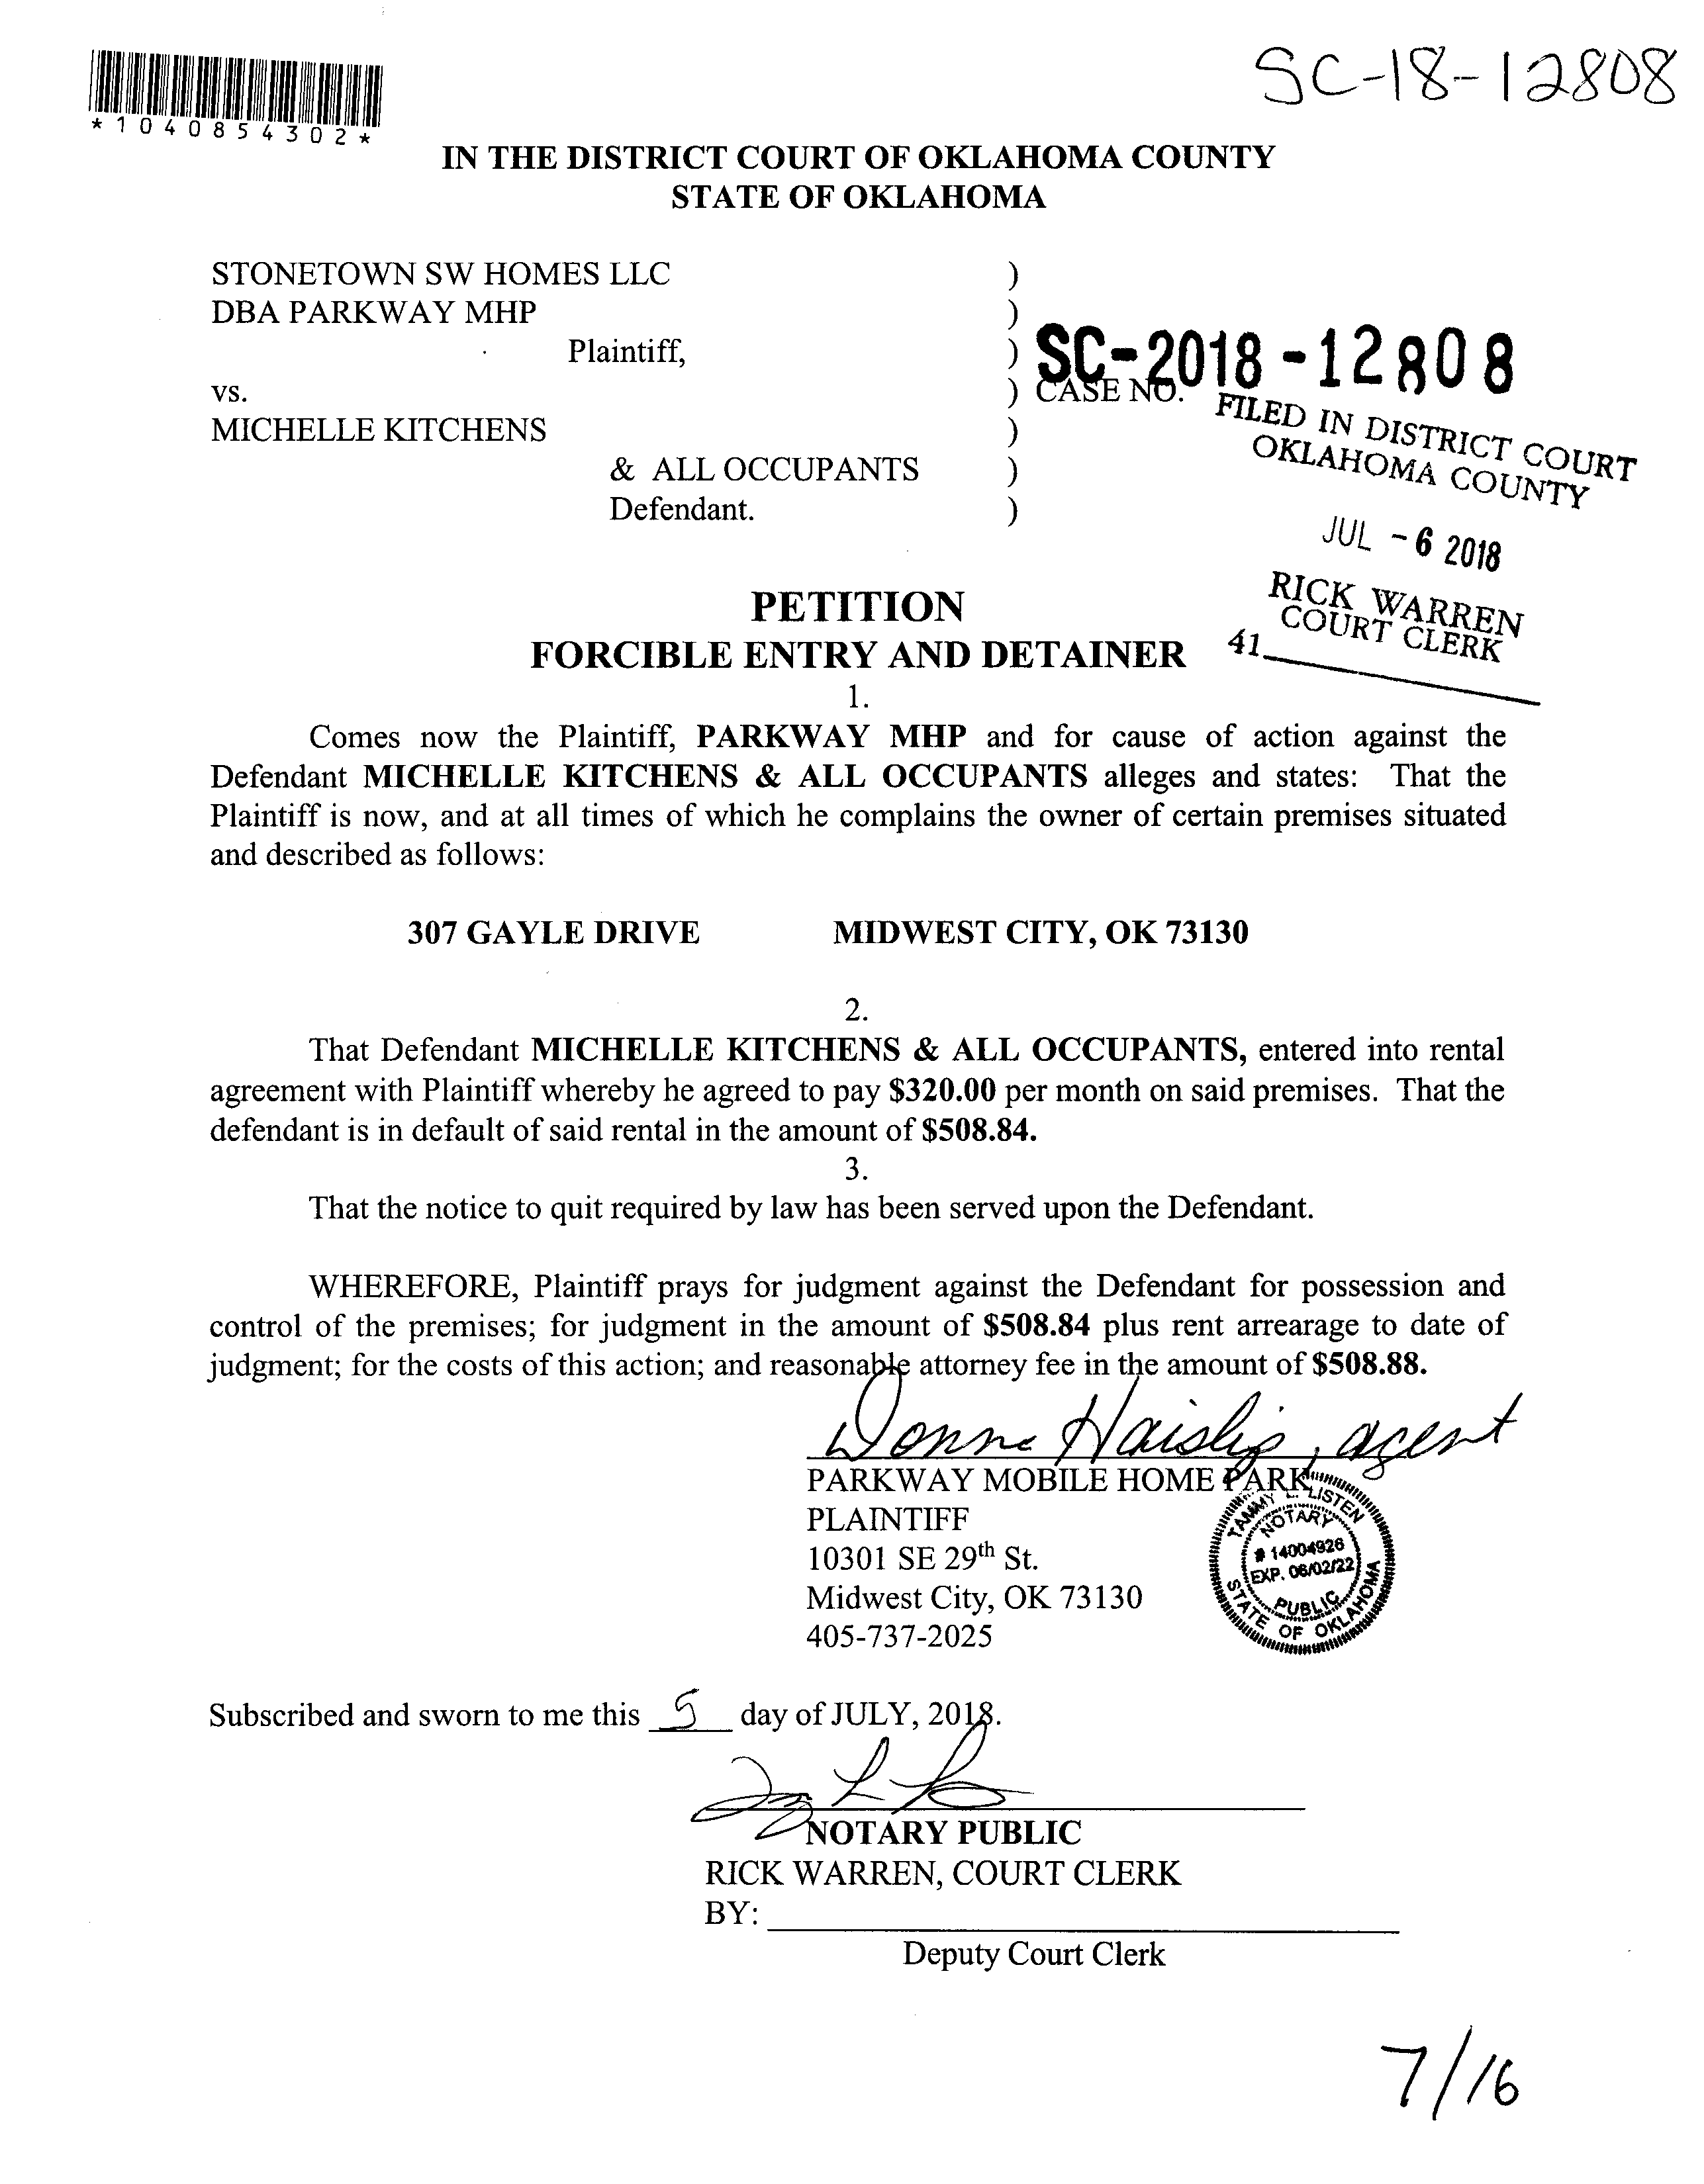 SC-18-12808
*1040854302*
IN THE DISTRICT COURT OF OKLAHOMA COUNTY
STATE OF OKLAHOMA
STONETOWN SW HOMES LLC )
DBA PARKWAY MHP )
Plaintiff, ) SC-2018-12808
vs. ) CASE NO.
MICHELLE KITCHENS )
& ALL OCCUPANTS )
Defendant. )
FILED IN DISTRICT COURT
OKLAHOMA COUNTY
JUL -6 2018
RICK WARREN
COURT CLERK
41
PETITION
FORCIBLE ENTRY AND DETAINER
1.
Comes now the Plaintiff, PARKWAY MHP and for cause of action against the
Defendant MICHELLE KITCHENS & ALL OCCUPANTS alleges and states: That the
Plaintiff is now, and at all times of which he complains the owner of certain premises situated
and described as follows:
307 GAYLE DRIVE MIDWEST CITY, OK 73130
2.
That Defendant MICHELLE KITCHENS & ALL OCCUPANTS, entered into rental
agreement with Plaintiff whereby he agreed to pay $320.00 per month on said premises. That the
defendant is in default of said rental in the amount of $508.84.
3.
That the notice to quit required by law has been served upon the Defendant.
WHEREFORE, Plaintiff prays for judgment against the Defendant for possession and
control of the premises; for judgment in the amount of $508.84 plus rent arrearage to date of
judgment; for the costs of this action; and reasonable attorney fee in the amount of $508.88.
Donna Haislip, agent
PARKWAY MOBILE HOME PARK
PLAINTIFF
10301 SE 29th St.
Midwest City, OK 73130
405-737-2025
TAMMY L. LISTEN
NOTARY
# 14004926
EXP. 06/02/22
PUBLIC
STATE OF OKLAHOMA
Subscribed and sworn to me this 5 day of JULY, 2018.
NOTARY PUBLIC
RICK WARREN, COURT CLERK
BY:
Deputy Court Clerk
7/16